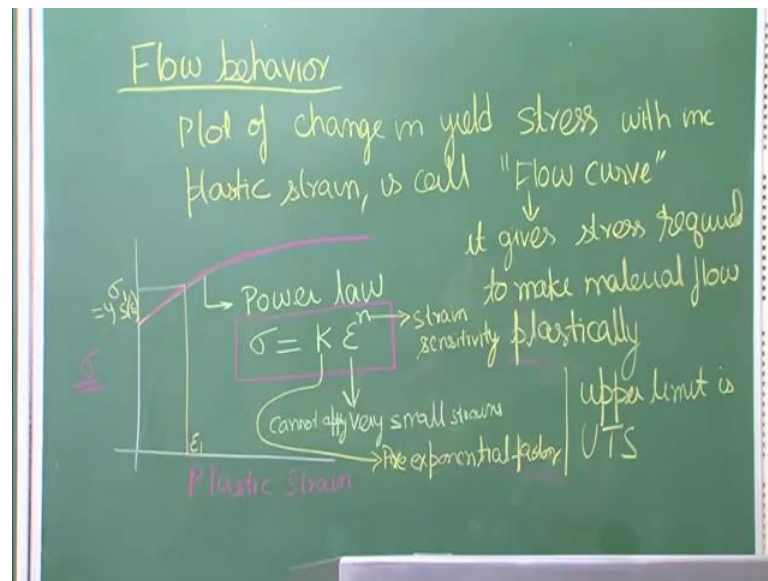 Flow behavior
Plot of change in yield stress with inc
plastic strain, is call "Flow curve"
↓
it gives stress required
to make material flow
plastically
→ Power law
σ = K εⁿ → strain
sensitivity
Cannot apply very small strains
→ Pre exponential factor
upper limit is
UTS
σ
ε₁
Plastic Strain